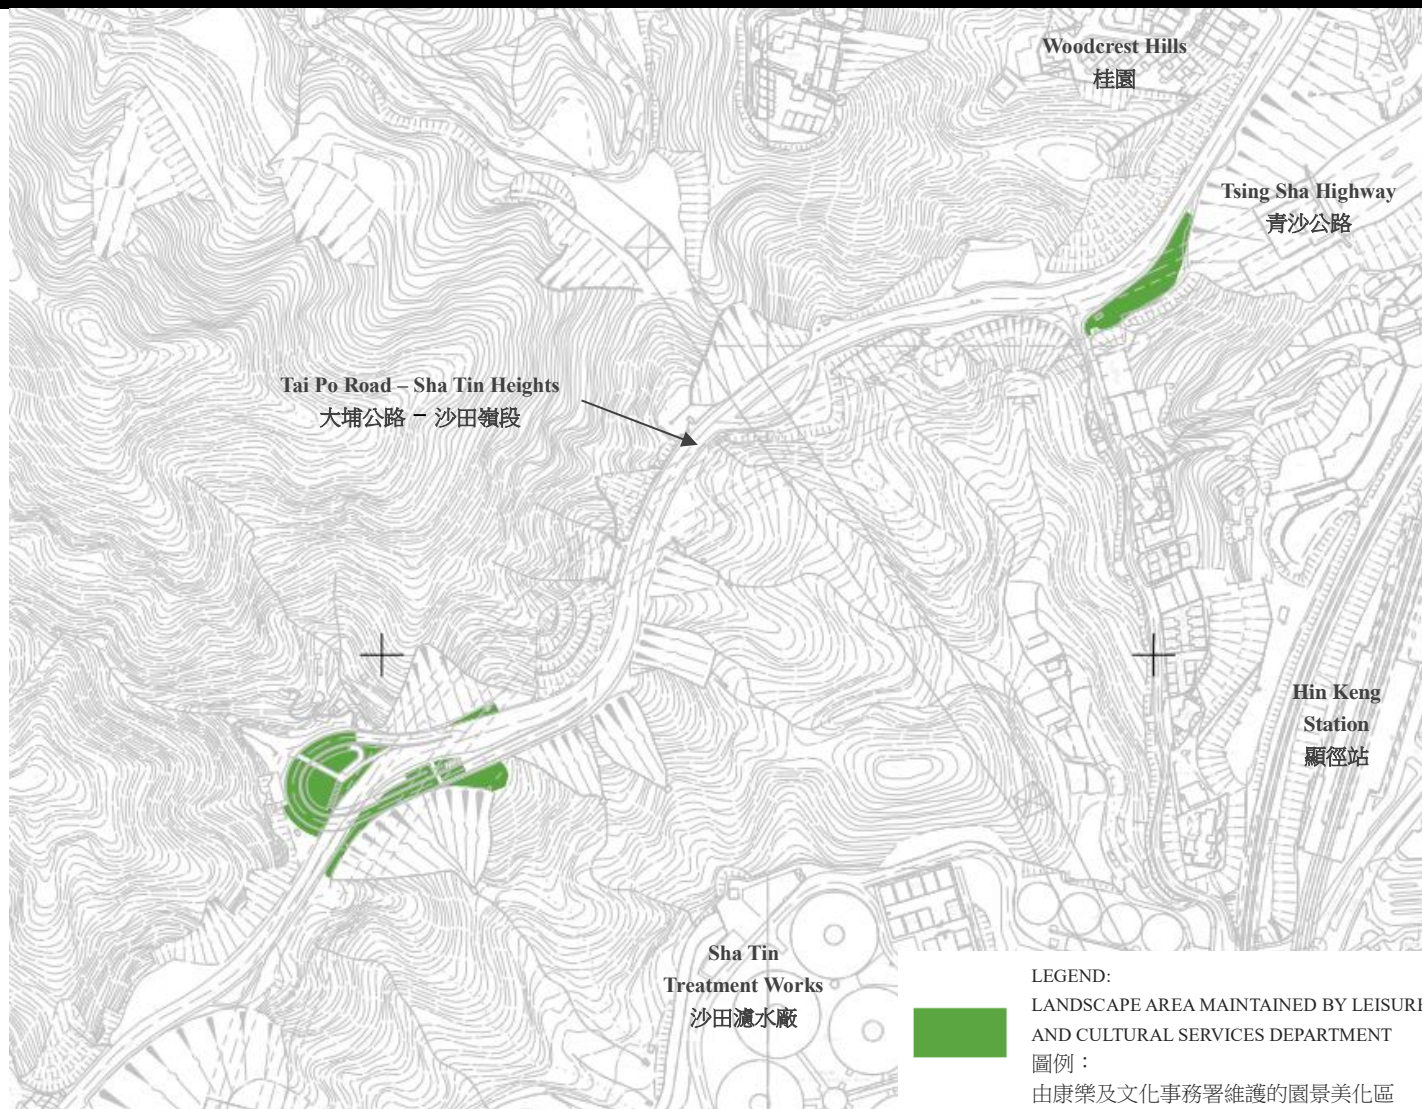 Woodcrest Hills
桂園
Tsing Sha Highway
青沙公路
Tai Po Road – Sha Tin Heights
大埔公路 – 沙田嶺段
Hin Keng
Station
顯徑站
Sha Tin
Treatment Works
沙田濾水廠
LEGEND:
LANDSCAPE AREA MAINTAINED BY LEISURE
AND CULTURAL SERVICES DEPARTMENT
圖例：
由康樂及文化事務署維護的園景美化區